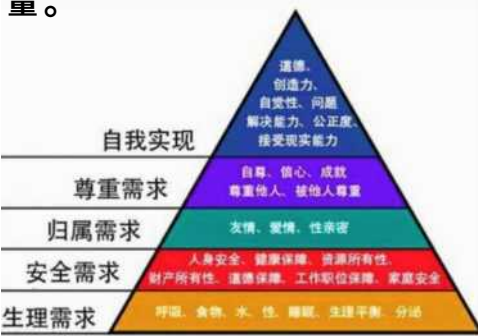 量。
道德、
创造力、
自觉性、问题
解决能力、公正度、
接受现实能力
自我实现
自尊、信心、成就
尊重他人、被他人尊重
尊重需求
友情、爱情、性亲密
归属需求
人身安全、健康保障、资源所有性、
财产所有性、道德保障、工作职位保障、家庭安全
安全需求
呼吸、食物、水、性、睡眠、生理平衡、分泌
生理需求